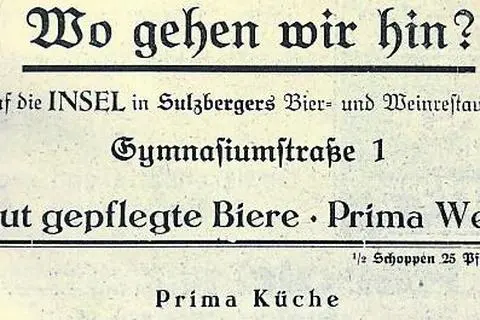 Wo gehen wir hin?
uf die INSEL in Sulzbergers Bier- und Weinrestau
Gymnasiumstraße 1
ut gepflegte Biere · Prima We
1/2 Schoppen 25 Pf
Prima Küche